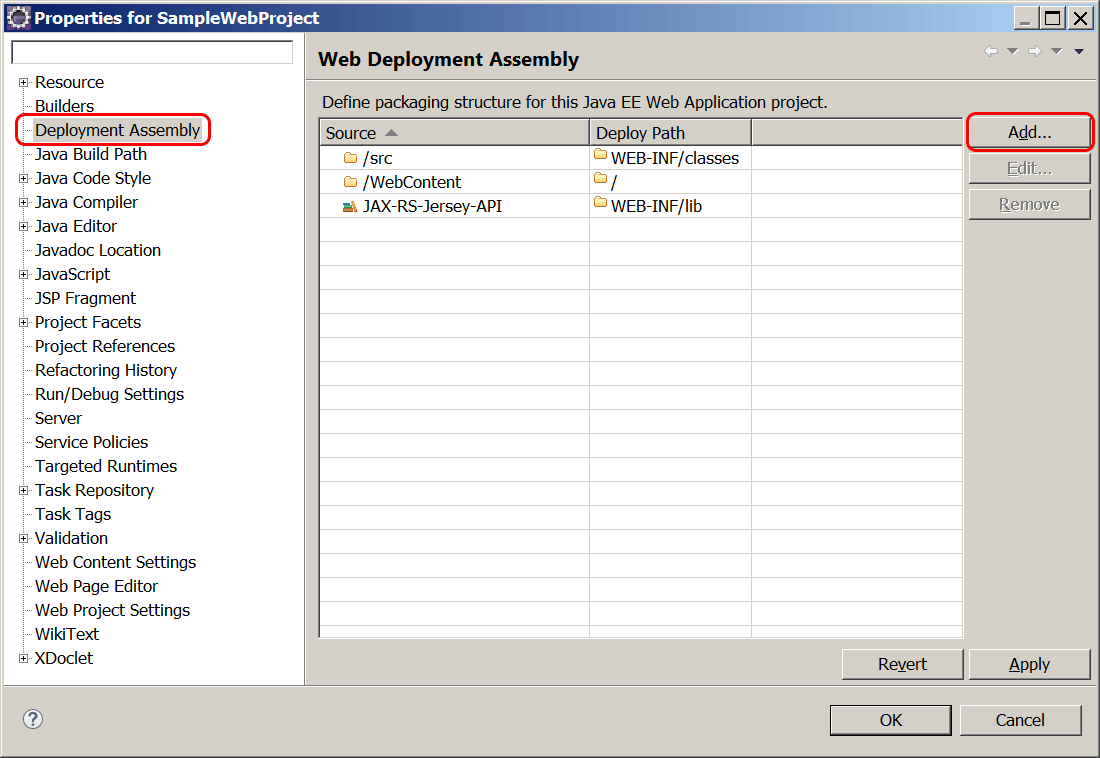 Properties for SampleWebProject
Resource
Builders
Deployment Assembly
Java Build Path
Java Code Style
Java Compiler
Java Editor
Javadoc Location
JavaScript
JSP Fragment
Project Facets
Project References
Refactoring History
Run/Debug Settings
Server
Service Policies
Targeted Runtimes
Task Repository
Task Tags
Validation
Web Content Settings
Web Page Editor
Web Project Settings
WikiText
XDoclet
Web Deployment Assembly
Define packaging structure for this Java EE Web Application project.
Source Deploy Path
/src WEB-INF/classes
/WebContent /
JAX-RS-Jersey-API WEB-INF/lib
Add...
Edit...
Remove
Revert Apply
? OK Cancel